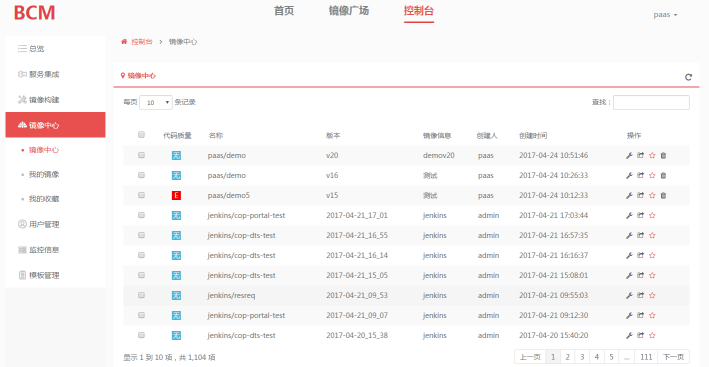 BCM
首页 镜像广场 控制台
paas
控制台 > 镜像中心
总览
服务集成
镜像构建
镜像中心
镜像中心
我的镜像
我的收藏
用户管理
监控信息
模板管理
镜像中心
每页 10 条记录
查找：
代码质量 名称 版本 镜像信息 创建人 创建时间 操作
无 paas/demo v20 demov20 paas 2017-04-24 10:51:46
无 paas/demo v16 测试 paas 2017-04-24 10:26:33
E paas/demo5 v15 测试 paas 2017-04-24 10:12:33
无 jenkins/cop-portal-test 2017-04-21_17_01 jenkins admin 2017-04-21 17:03:44
无 jenkins/cop-dts-test 2017-04-21_16_55 jenkins admin 2017-04-21 16:57:35
无 jenkins/cop-dts-test 2017-04-21_16_14 jenkins admin 2017-04-21 16:16:37
无 jenkins/cop-dts-test 2017-04-21_15_05 jenkins admin 2017-04-21 15:08:01
无 jenkins/resreq 2017-04-21_09_53 jenkins admin 2017-04-21 09:55:03
无 jenkins/cop-portal-test 2017-04-21_09_07 jenkins admin 2017-04-21 09:12:30
无 jenkins/cop-dts-test 2017-04-20_15_38 jenkins admin 2017-04-20 15:40:20
显示 1 到 10 项，共 1,104 项
上一页 1 2 3 4 5 ... 111 下一页